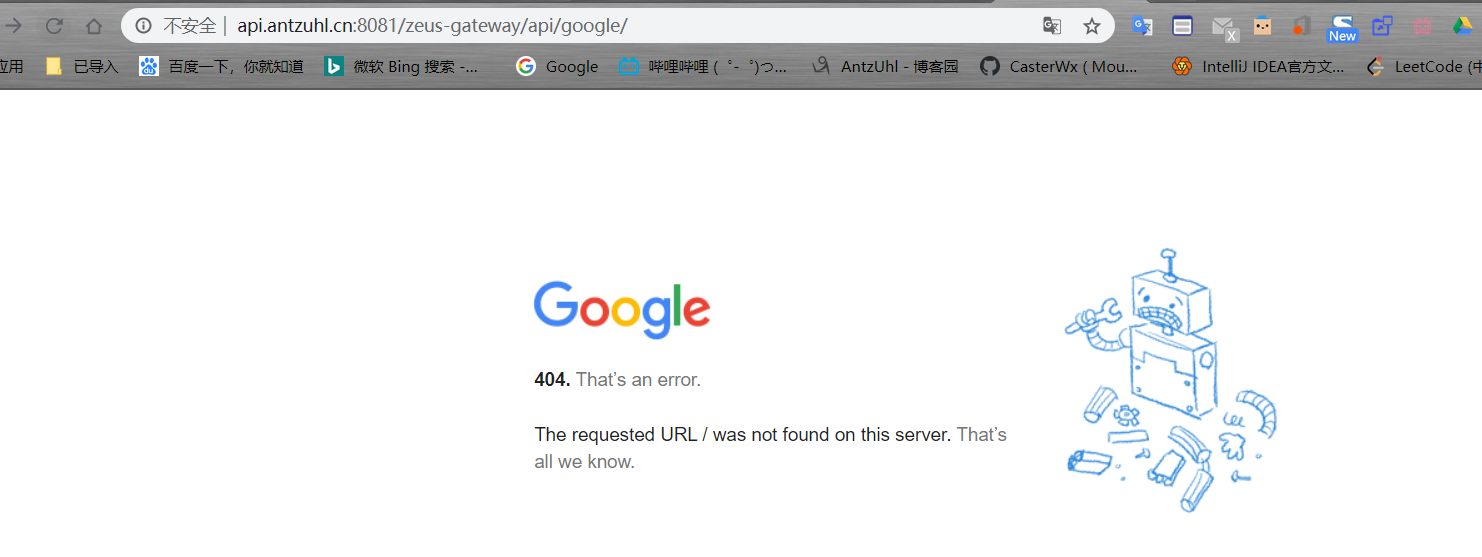 不安全 | api.antzuhl.cn:8081/zeus-gateway/api/google/
New
X
应用 已导入 百度一下，你就知道 微软 Bing 搜索 -... Google 哔哩哔哩 (゜-゜)つ... AntzUhl - 博客园 CasterWx ( Mou... IntelliJ IDEA官方文... LeetCode (中
Google
404. That’s an error.
The requested URL / was not found on this server. That’s
all we know.